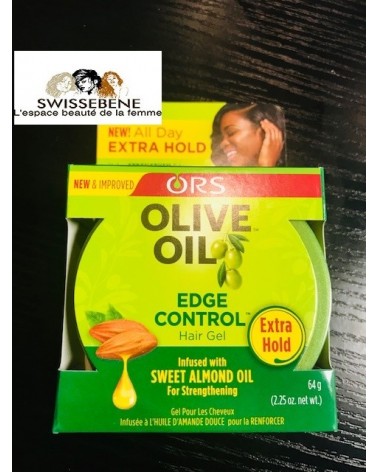 SWISSEBENE
L'espace beauté de la femme
NEW! All Day
EXTRA HOLD
NEW & IMPROVED
ORS
OLIVE
OIL™
EDGE
CONTROL™
Hair Gel
Extra
Hold
Infused with
SWEET ALMOND OIL
For Strengthening
64 g
(2.25 oz. net wt.)
Gel Pour Les Cheveux
Infusée à L'HUILE D'AMANDE DOUCE pour la RENFORCER